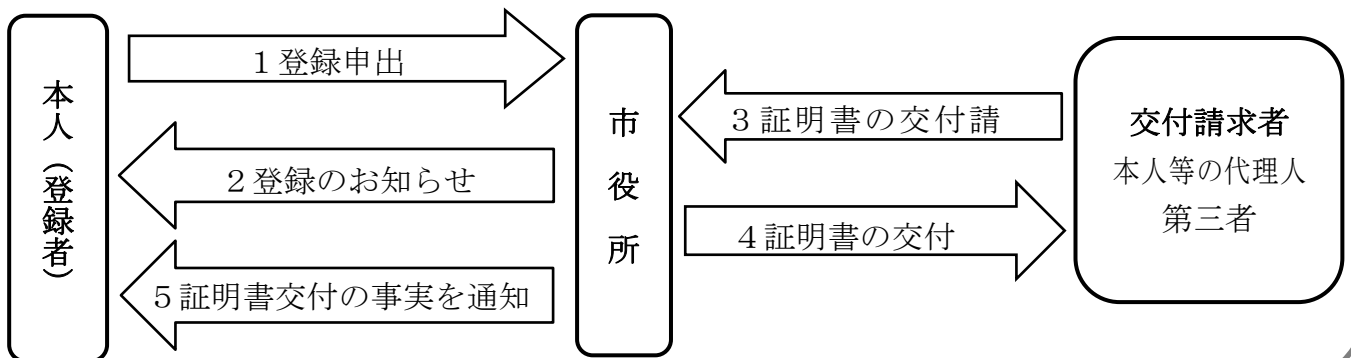 本人（登録者）
1登録申出
2登録のお知らせ
5証明書交付の事実を通知
市役所
3証明書の交付請
4証明書の交付
交付請求者
本人等の代理人
第三者